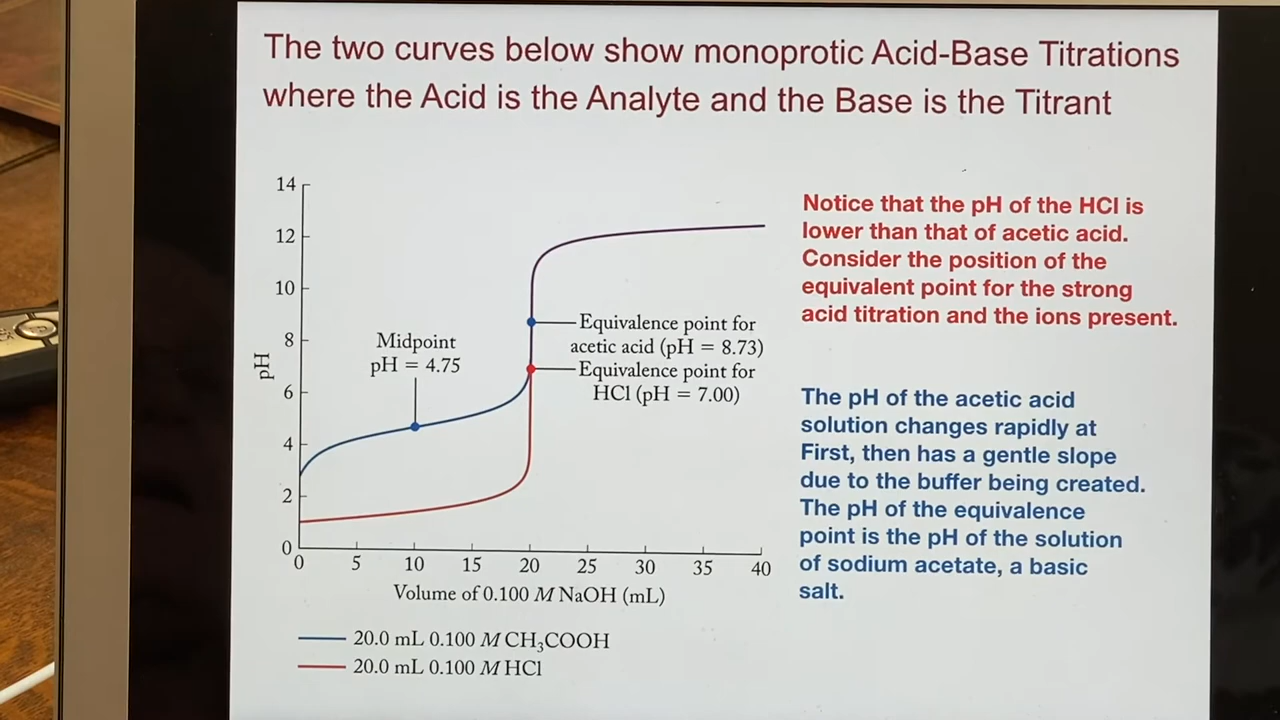 The two curves below show monoprotic Acid-Base Titrations
where the Acid is the Analyte and the Base is the Titrant
14
12
10
8
6
4
2
0
pH
Midpoint
pH = 4.75
Equivalence point for
acetic acid (pH = 8.73)
Equivalence point for
HCl (pH = 7.00)
0 5 10 15 20 25 30 35 40
Volume of 0.100 M NaOH (mL)
20.0 mL 0.100 M CH₃COOH
20.0 mL 0.100 M HCl
Notice that the pH of the HCl is
lower than that of acetic acid.
Consider the position of the
equivalent point for the strong
acid titration and the ions present.
The pH of the acetic acid
solution changes rapidly at
First, then has a gentle slope
due to the buffer being created.
The pH of the equivalence
point is the pH of the solution
of sodium acetate, a basic
salt.